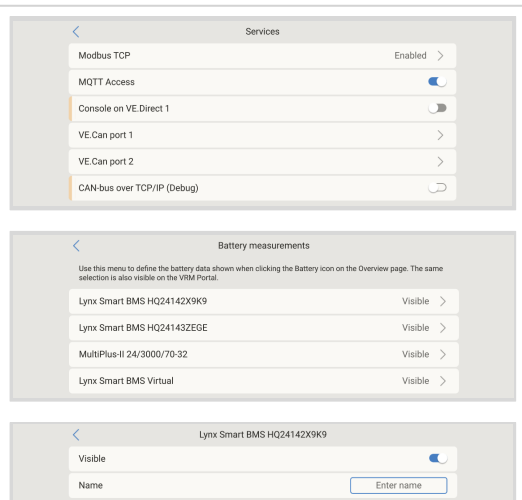 Services
Modbus TCP Enabled
MQTT Access
Console on VE.Direct 1
VE.Can port 1
VE.Can port 2
CAN-bus over TCP/IP (Debug)
Battery measurements
Use this menu to define the battery data shown when clicking the Battery icon on the Overview page. The same
selection is also visible on the VRM Portal.
Lynx Smart BMS HQ24142X9K9 Visible
Lynx Smart BMS HQ24143ZEGE Visible
MultiPlus-II 24/3000/70-32 Visible
Lynx Smart BMS Virtual Visible
Lynx Smart BMS HQ24142X9K9
Visible
Name Enter name